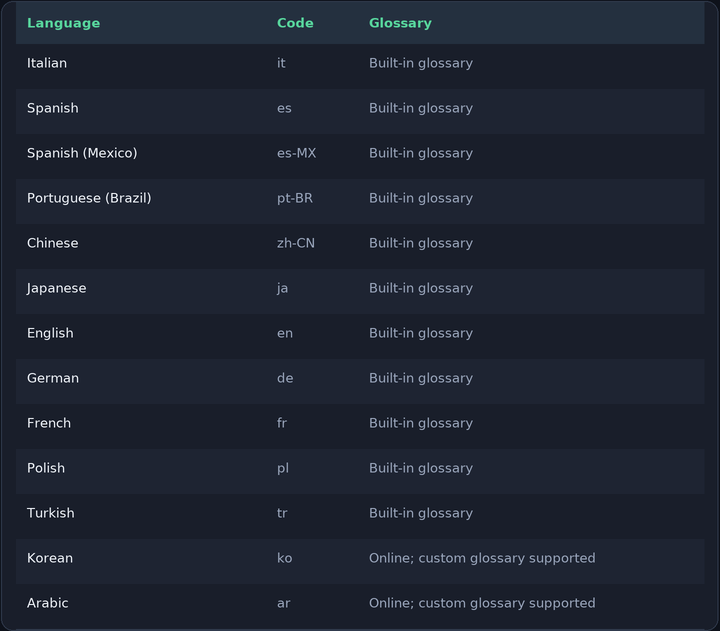 Language Code Glossary
Italian it Built-in glossary
Spanish es Built-in glossary
Spanish (Mexico) es-MX Built-in glossary
Portuguese (Brazil) pt-BR Built-in glossary
Chinese zh-CN Built-in glossary
Japanese ja Built-in glossary
English en Built-in glossary
German de Built-in glossary
French fr Built-in glossary
Polish pl Built-in glossary
Turkish tr Built-in glossary
Korean ko Online; custom glossary supported
Arabic ar Online; custom glossary supported